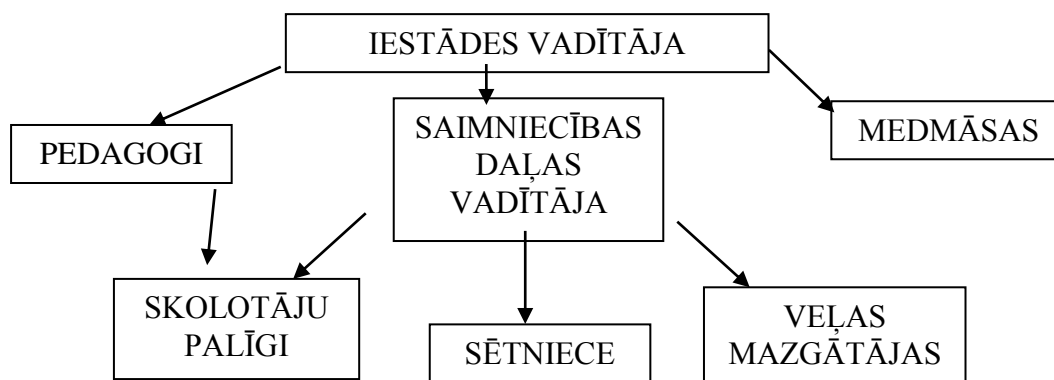 IESTĀDES VADĪTĀJA
PEDAGOGI
SAIMNIECĪBAS
DAĻAS
VADĪTĀJA
MEDMĀSAS
SKOLOTĀJU
PALĪGI
SĒTNIECE
VEĻAS
MAZGĀTĀJAS